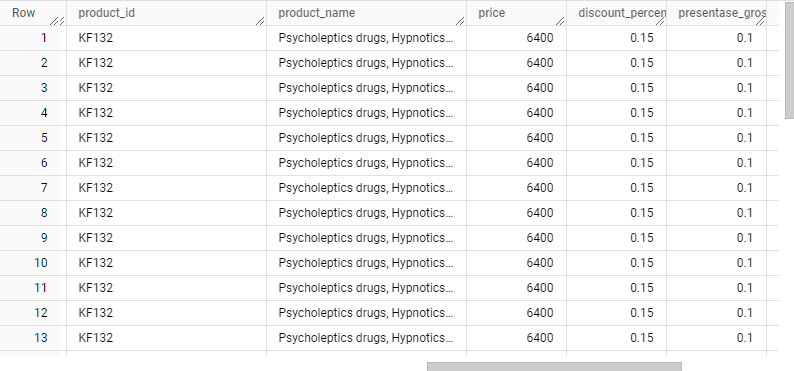 Row product_id product_name price discount_percen presentase_gros
1 KF132 Psycholeptics drugs, Hypnotics... 6400 0.15 0.1
2 KF132 Psycholeptics drugs, Hypnotics... 6400 0.15 0.1
3 KF132 Psycholeptics drugs, Hypnotics... 6400 0.15 0.1
4 KF132 Psycholeptics drugs, Hypnotics... 6400 0.15 0.1
5 KF132 Psycholeptics drugs, Hypnotics... 6400 0.15 0.1
6 KF132 Psycholeptics drugs, Hypnotics... 6400 0.15 0.1
7 KF132 Psycholeptics drugs, Hypnotics... 6400 0.15 0.1
8 KF132 Psycholeptics drugs, Hypnotics... 6400 0.15 0.1
9 KF132 Psycholeptics drugs, Hypnotics... 6400 0.15 0.1
10 KF132 Psycholeptics drugs, Hypnotics... 6400 0.15 0.1
11 KF132 Psycholeptics drugs, Hypnotics... 6400 0.15 0.1
12 KF132 Psycholeptics drugs, Hypnotics... 6400 0.15 0.1
13 KF132 Psycholeptics drugs, Hypnotics... 6400 0.15 0.1